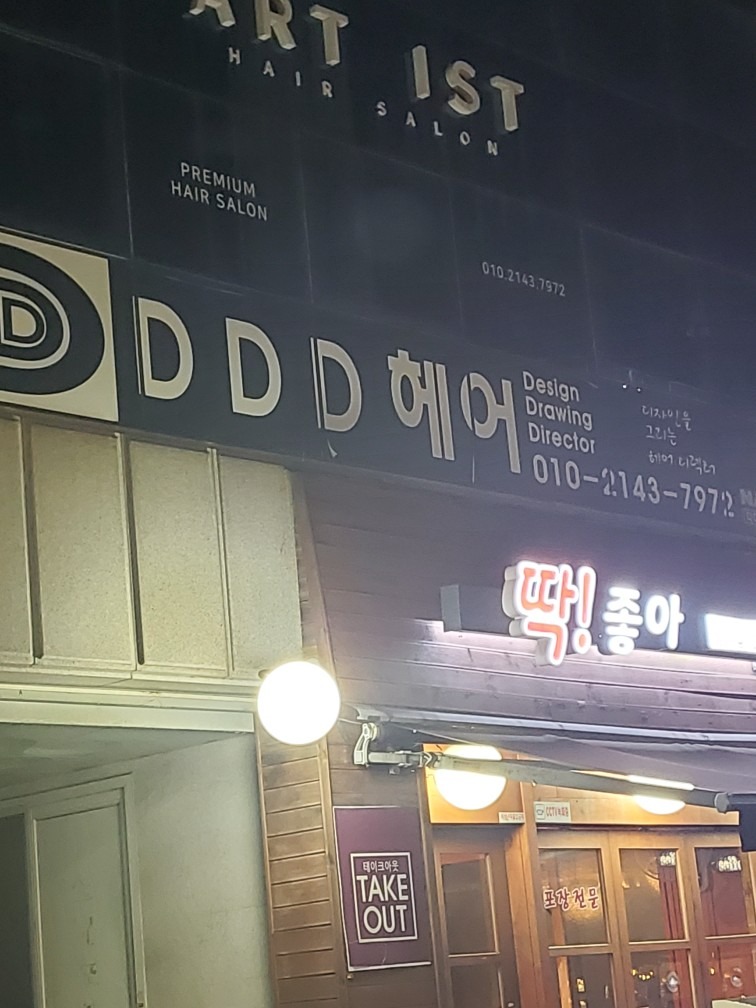 ART IST
HAIR SALON
PREMIUM
HAIR SALON
010.2143.7972
D
DDD 헤어
Design
Drawing
Director
010-2143-7972
디자인을
그리는
헤어 디렉터
딱! 좋아
CCTV
테이크아웃
TAKE
OUT
포장전문